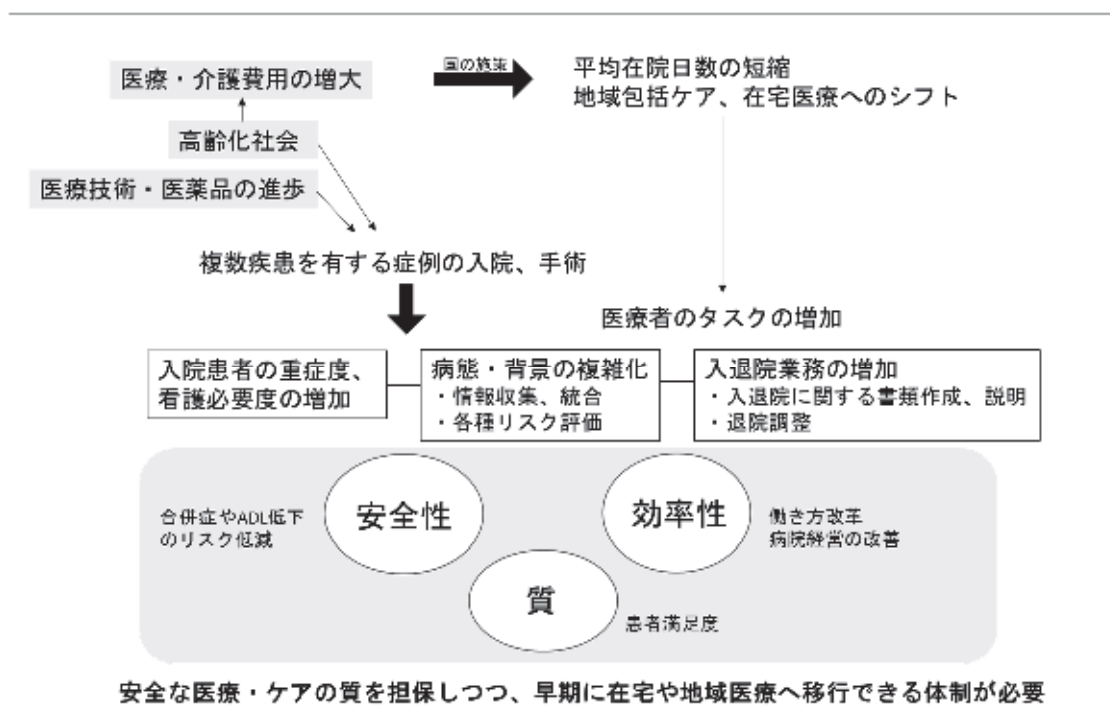 医療・介護費用の増大
国の施策
平均在院日数の短縮
地域包括ケア、在宅医療へのシフト
高齢化社会
医療技術・医薬品の進歩
複数疾患を有する症例の入院、手術
医療者のタスクの増加
入院患者の重症度、
看護必要度の増加
病態・背景の複雑化
・情報収集、統合
・各種リスク評価
入退院業務の増加
・入退院に関する書類作成、説明
・退院調整
合併症やADL低下
のリスク低減
安全性
効率性
働き方改革
病院経営の改善
質
患者満足度
安全な医療・ケアの質を担保しつつ、早期に在宅や地域医療へ移行できる体制が必要